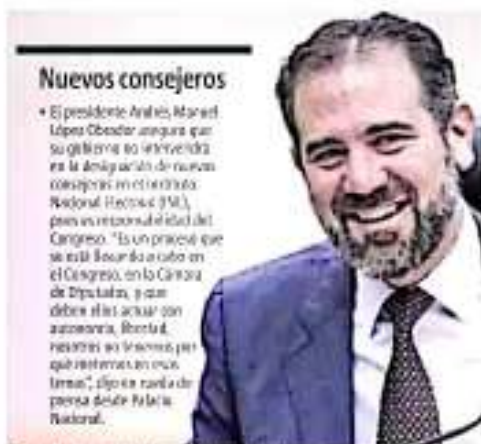 Nuevos consejeros
• El presidente Andrés Manuel
López Obrador asegura que
su gobierno no intervendrá
en la designación de nuevos
consejeros en el Instituto
Nacional Electoral (INE),
pues es responsabilidad del
Congreso. "Es un proceso que
se está llevando a cabo en
el Congreso, en la Cámara
de Diputados, y que
deben ellos actuar con
autonomía, libertad,
nosotros no tenemos por
qué meternos en esos
temas", dijo en rueda de
prensa desde Palacio
Nacional.